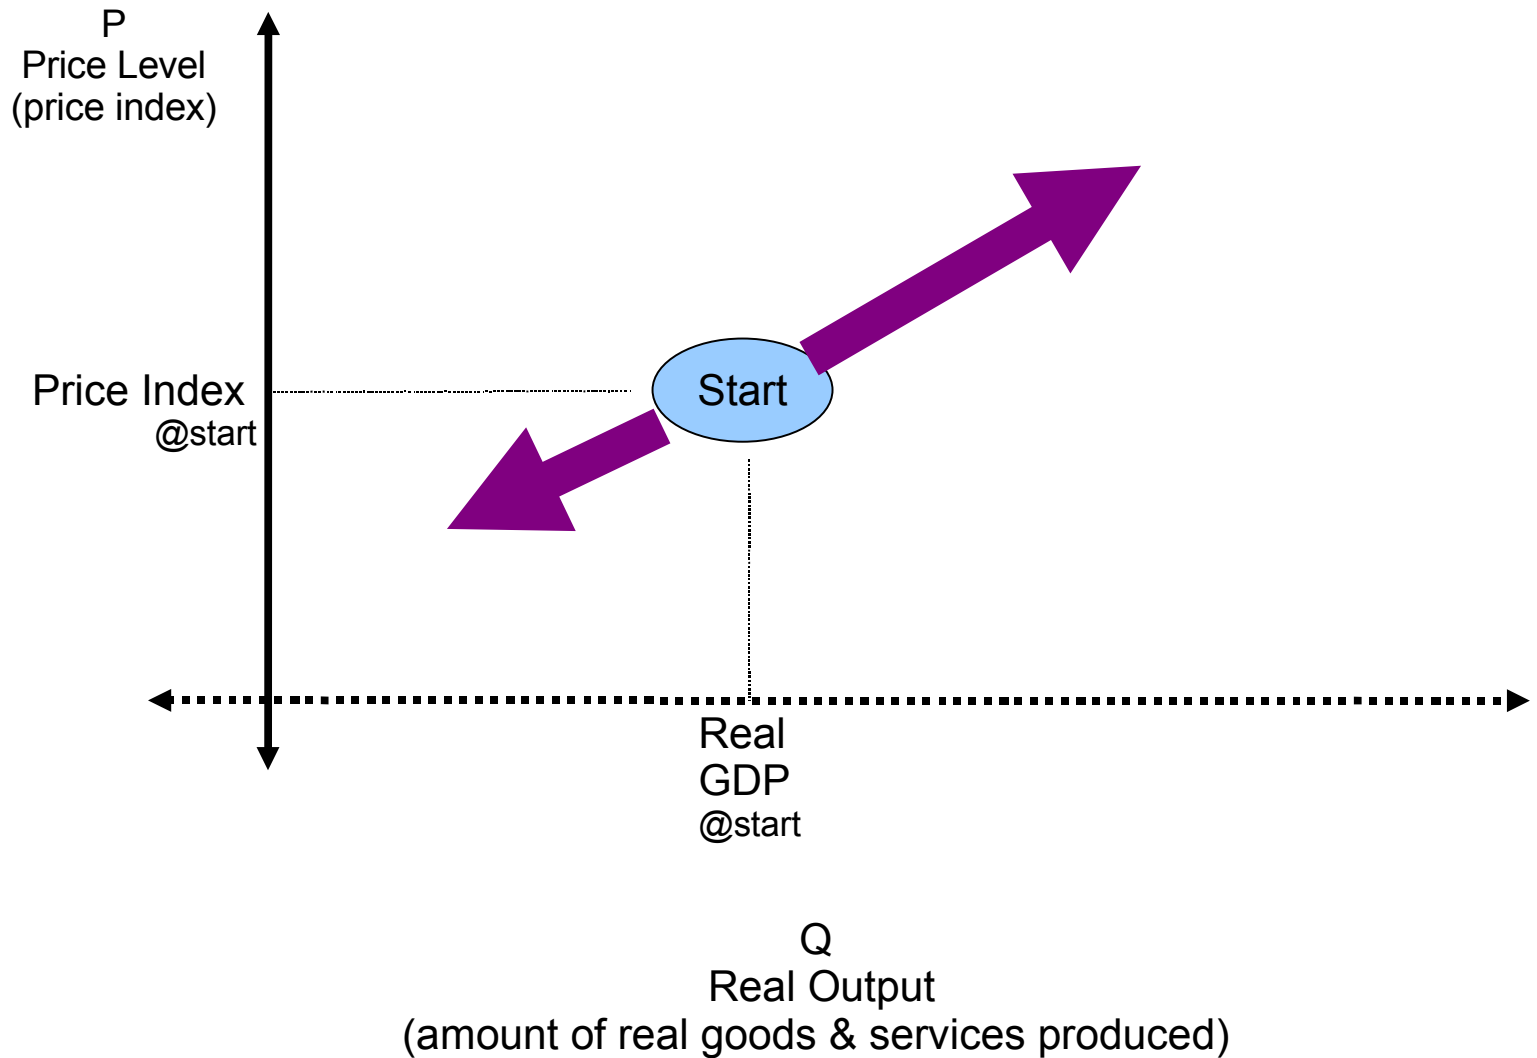 P
Price Level
(price index)
Start
Price Index
@start
Real
GDP
@start
Q
Real Output
(amount of real goods & services produced)